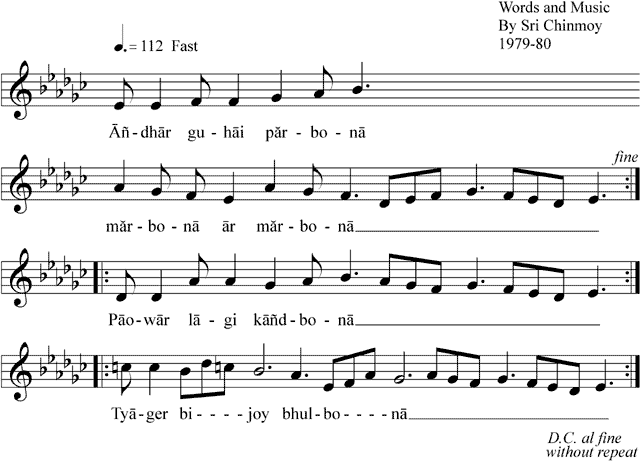 Words and Music
By Sri Chinmoy
1979-80
♩. = 112 Fast
Āñ-dhār gu-hāi păr-bo-nā
fine
măr-bo-nā ār măr-bo-nā
Pāo-wār lā-gi kāñd-bo-nā
Tyā-ger bi----joy bhul-bo----nā
D.C. al fine
without repeat